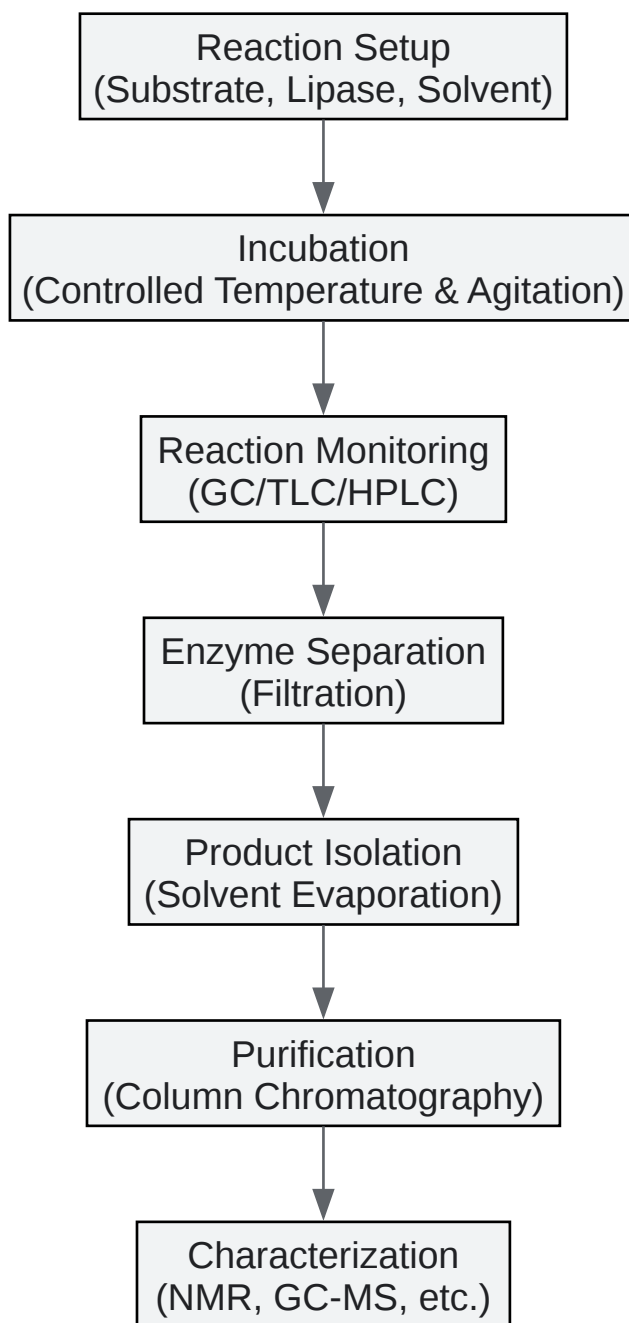 Reaction Setup
(Substrate, Lipase, Solvent)
Incubation
(Controlled Temperature & Agitation)
Reaction Monitoring
(GC/TLC/HPLC)
Enzyme Separation
(Filtration)
Product Isolation
(Solvent Evaporation)
Purification
(Column Chromatography)
Characterization
(NMR, GC-MS, etc.)